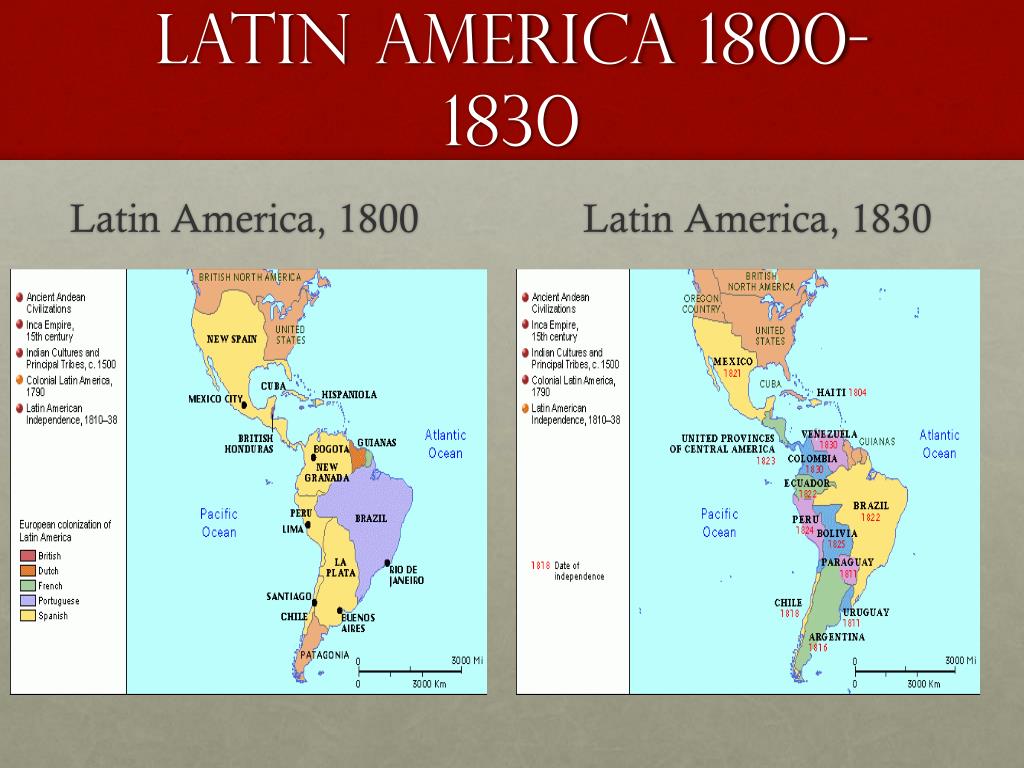 Latin America 1800-
1830
Latin America, 1800
Latin America, 1830
Ancient Andean
Civilizations
Inca Empire,
15th century
Indian Cultures and
Principal Tribes, c. 1500
Colonial Latin America,
1790
Latin American
Independence, 1810–38
European colonization of
Latin America
British
Dutch
French
Portuguese
Spanish
BRITISH NORTH AMERICA
UNITED
STATES
NEW SPAIN
CUBA
HISPANIOLA
MEXICO CITY
BRITISH
HONDURAS
GUIANAS
BOGOTA
NEW
GRANADA
Atlantic
Ocean
Pacific
Ocean
PERU
LIMA
BRAZIL
LA
PLATA
RIO DE
JANEIRO
SANTIAGO
CHILE
BUENOS
AIRES
PATAGONIA
0
3000 Mi
0
3000 Km
Ancient Andean
Civilizations
Inca Empire,
15th century
Indian Cultures and
Principal Tribes, c. 1500
Colonial Latin America,
1790
Latin American
Independence, 1810–38
1818 Date of
independence
BRITISH
NORTH AMERICA
OREGON
COUNTRY
UNITED
STATES
MEXICO
1821
CUBA
HAITI 1804
UNITED PROVINCES
OF CENTRAL AMERICA
1823
VENEZUELA
1830
GUIANAS
COLOMBIA
1830
Atlantic
Ocean
ECUADOR
1822
Pacific
Ocean
BRAZIL
1822
PERU
1824
BOLIVIA
1825
PARAGUAY
1811
CHILE
1818
URUGUAY
1811
ARGENTINA
1816
0
3000 Mi
0
3000 Km